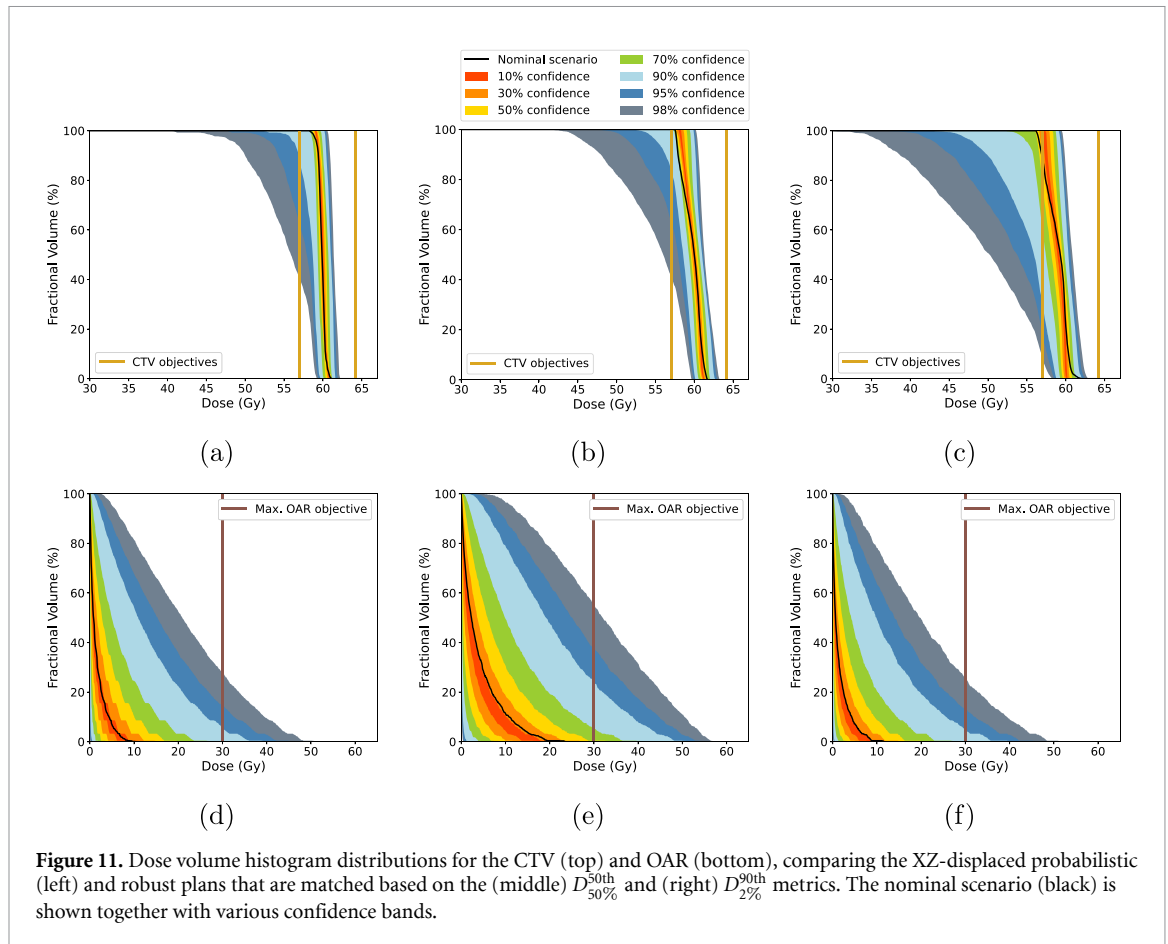 Nominal scenario
10% confidence
30% confidence
50% confidence
70% confidence
90% confidence
95% confidence
98% confidence
Fractional Volume (%)
100
80
60
40
20
0
CTV objectives
30 35 40 45 50 55 60 65
Dose (Gy)
(a)
Fractional Volume (%)
100
80
60
40
20
0
CTV objectives
30 35 40 45 50 55 60 65
Dose (Gy)
(b)
Fractional Volume (%)
100
80
60
40
20
0
CTV objectives
30 35 40 45 50 55 60 65
Dose (Gy)
(c)
Fractional Volume (%)
100
80
60
40
20
0
Max. OAR objective
0 10 20 30 40 50 60
Dose (Gy)
(d)
Fractional Volume (%)
100
80
60
40
20
0
Max. OAR objective
0 10 20 30 40 50 60
Dose (Gy)
(e)
Fractional Volume (%)
100
80
60
40
20
0
Max. OAR objective
0 10 20 30 40 50 60
Dose (Gy)
(f)
Figure 11. Dose volume histogram distributions for the CTV (top) and OAR (bottom), comparing the XZ-displaced probabilistic
(left) and robust plans that are matched based on the (middle) D50th50% and (right) D90th2% metrics. The nominal scenario (black) is
shown together with various confidence bands.